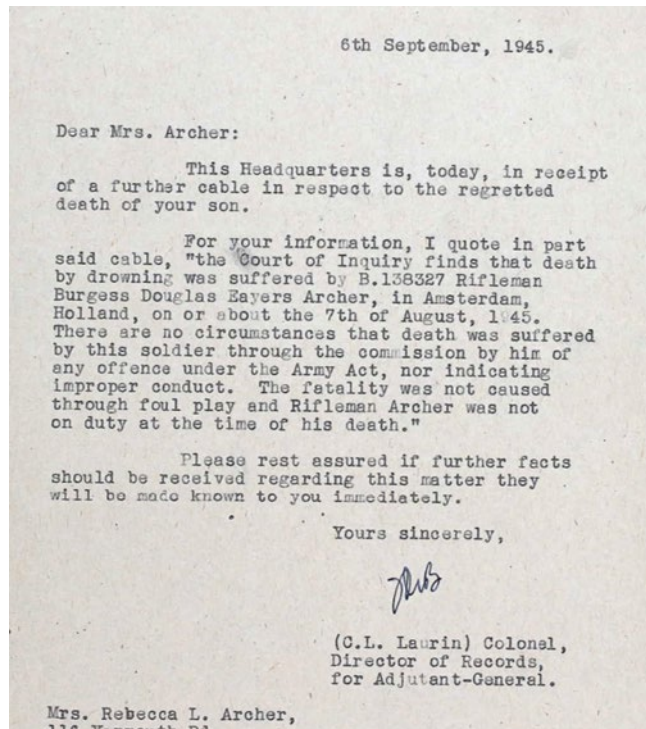 6th September, 1945.
Dear Mrs. Archer:
This Headquarters is, today, in receipt
of a further cable in respect to the regretted
death of your son.
For your information, I quote in part
said cable, "the Court of Inquiry finds that death
by drowning was suffered by B.138327 Rifleman
Burgess Douglas Eayers Archer, in Amsterdam,
Holland, on or about the 7th of August, 1945.
There are no circumstances that death was suffered
by this soldier through the commission by him of
any offence under the Army Act, nor indicating
improper conduct. The fatality was not caused
through foul play and Rifleman Archer was not
on duty at the time of his death."
Please rest assured if further facts
should be received regarding this matter they
will be made known to you immediately.
Yours sincerely,
(C.L. Laurin) Colonel,
Director of Records,
for Adjutant-General.
Mrs. Rebecca L. Archer,